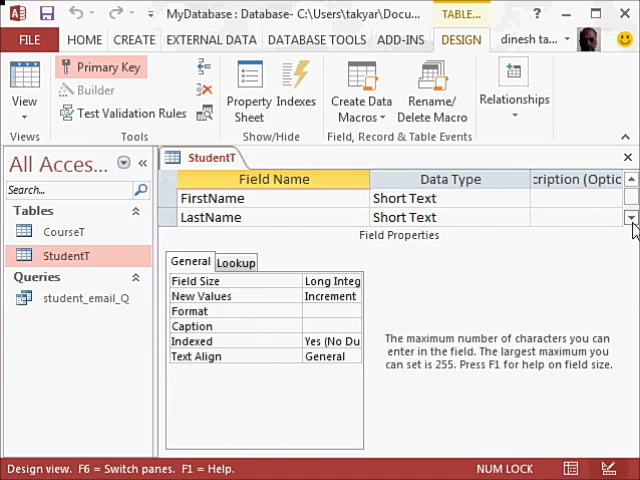 MyDatabase : Database- C:\Users\takyar\Docu...
TABLE...
?
FILE
HOME
CREATE
EXTERNAL DATA
DATABASE TOOLS
ADD-INS
DESIGN
dinesh ta...
View
Primary Key
Builder
Test Validation Rules
Property Sheet
Indexes
Create Data Macros
Rename/ Delete Macro
Relationships
Views
Tools
Show/Hide
Field, Record & Table Events
All Acces...
Search...
Tables
CourseT
StudentT
Queries
student_email_Q
StudentT
Field Name
Data Type
cription (Optic
FirstName
Short Text
LastName
Short Text
Field Properties
General
Lookup
Field Size
Long Integ
New Values
Increment
Format
Caption
Indexed
Yes (No Du
Text Align
General
The maximum number of characters you can
enter in the field. The largest maximum you
can set is 255. Press F1 for help on field size.
Design view. F6 = Switch panes. F1 = Help.
NUM LOCK